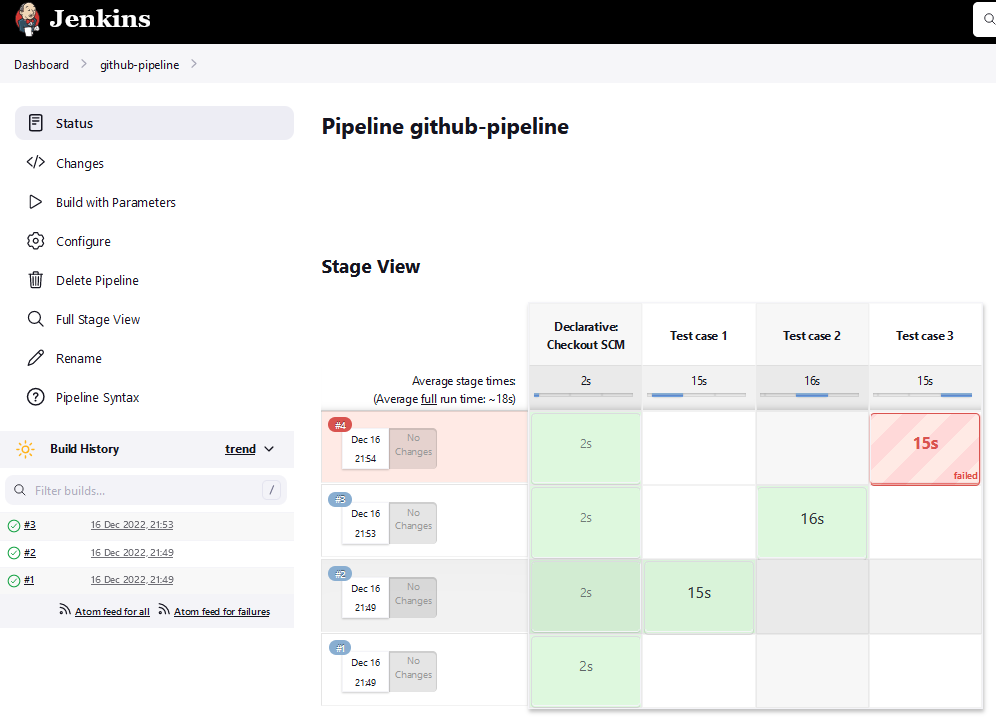 Jenkins
Dashboard
github-pipeline
Status
Changes
Build with Parameters
Configure
Delete Pipeline
Full Stage View
Rename
Pipeline Syntax
Build History
trend
Filter builds...
/
#3 16 Dec 2022, 21:53
#2 16 Dec 2022, 21:49
#1 16 Dec 2022, 21:49
Atom feed for all Atom feed for failures
Pipeline github-pipeline
Stage View
Declarative:
Checkout SCM
Test case 1
Test case 2
Test case 3
Average stage times:
(Average full run time: ~18s)
2s
15s
16s
15s
#4
Dec 16
21:54
No
Changes
2s
15s
failed
#3
Dec 16
21:53
No
Changes
2s
16s
#2
Dec 16
21:49
No
Changes
2s
15s
#1
Dec 16
21:49
No
Changes
2s